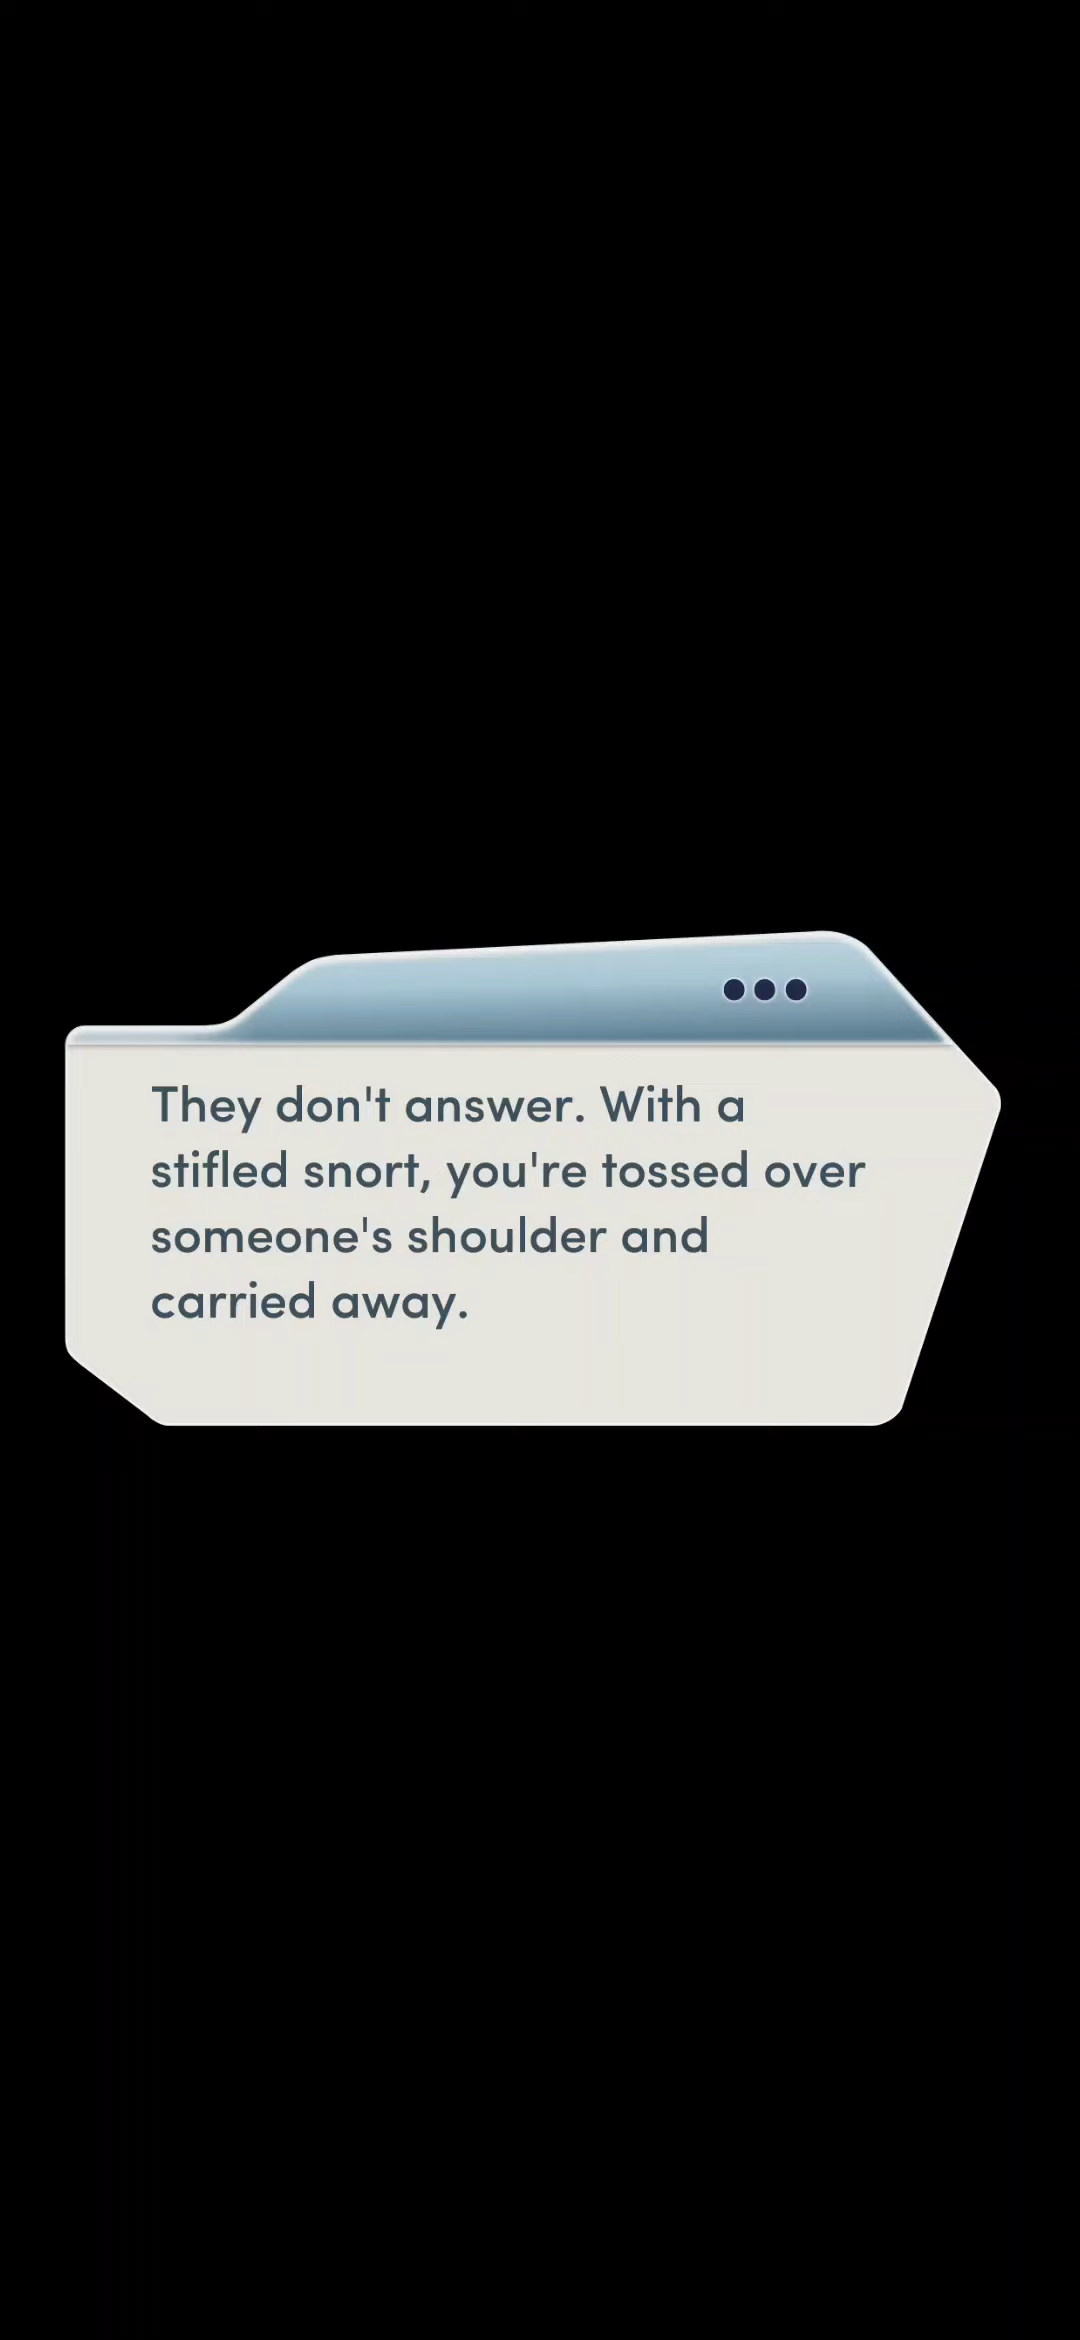 They don't answer. With a
stifled snort, you're tossed over
someone's shoulder and
carried away.